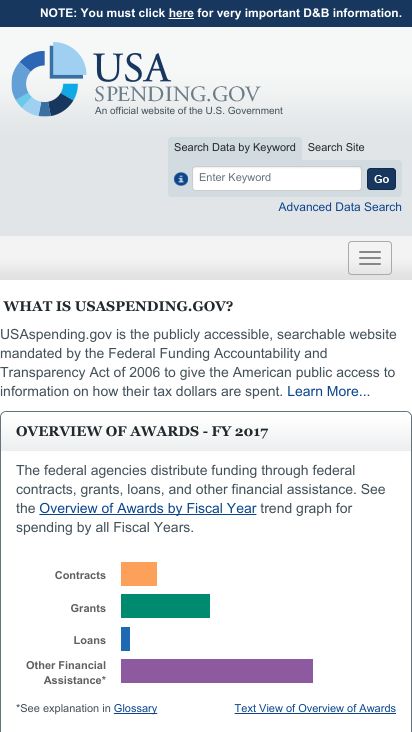 NOTE: You must click here for very important D&B information.
USA
SPENDING.GOV
An official website of the U.S. Government
Search Data by Keyword Search Site
i Enter Keyword Go
Advanced Data Search
WHAT IS USASPENDING.GOV?
USAspending.gov is the publicly accessible, searchable website
mandated by the Federal Funding Accountability and
Transparency Act of 2006 to give the American public access to
information on how their tax dollars are spent. Learn More...
OVERVIEW OF AWARDS - FY 2017
The federal agencies distribute funding through federal
contracts, grants, loans, and other financial assistance. See
the Overview of Awards by Fiscal Year trend graph for
spending by all Fiscal Years.
Contracts
Grants
Loans
Other Financial
Assistance*
*See explanation in Glossary Text View of Overview of Awards